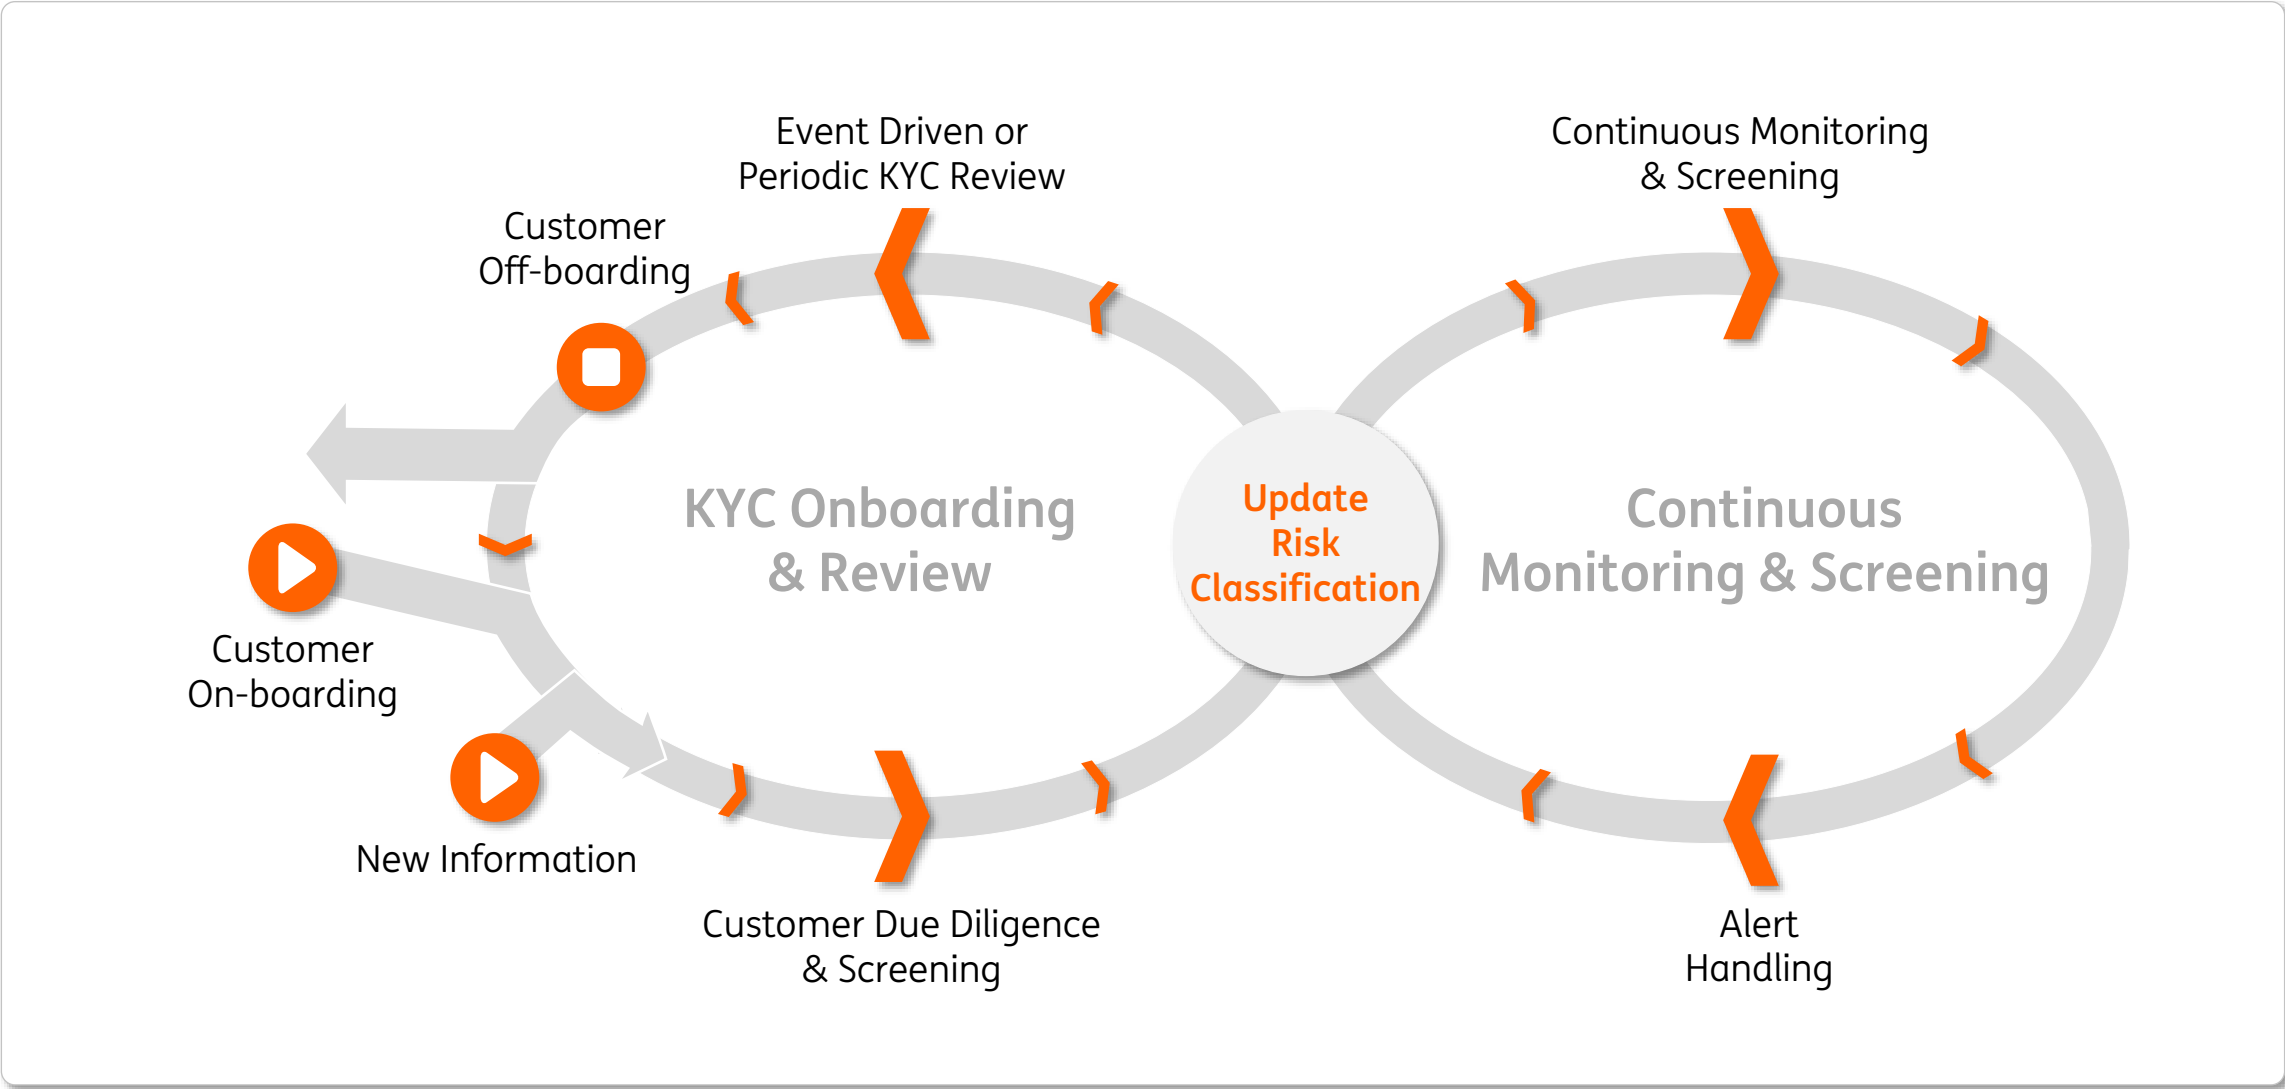 Event Driven or
Periodic KYC Review
Continuous Monitoring
& Screening
Customer
Off-boarding
KYC Onboarding
& Review
Update
Risk
Classification
Continuous
Monitoring & Screening
Customer
On-boarding
New Information
Customer Due Diligence
& Screening
Alert
Handling